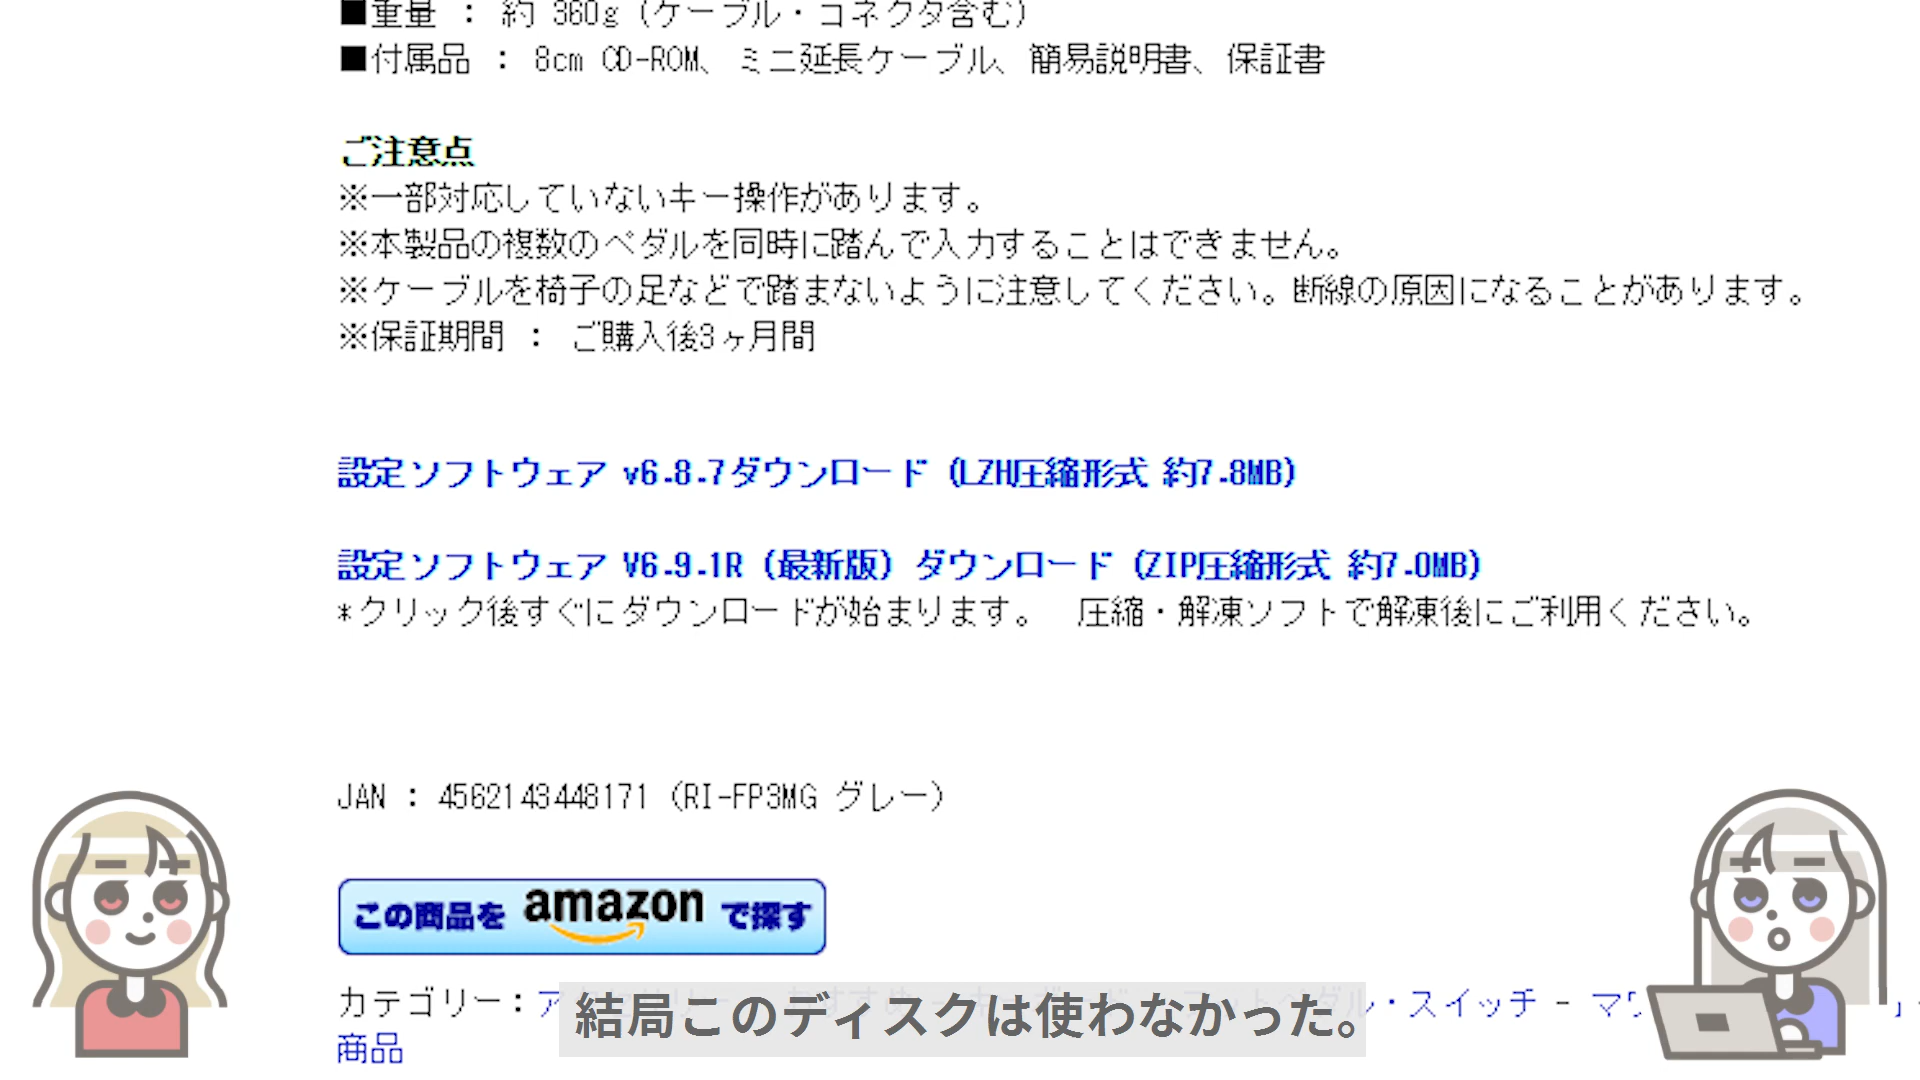 ■重量 : 約 360g (ケーブル・コネクタ含む)
■付属品 : 8cm CD-ROM、ミニ延長ケーブル、簡易説明書、保証書
ご注意点
※一部対応していないキー操作があります。
※本製品の複数のペダルを同時に踏んで入力することはできません。
※ケーブルを椅子の足などで踏まないように注意してください。断線の原因になることがあります。
※保証期間 : ご購入後3ヶ月間
設定ソフトウェア v6.8.7ダウンロード (LZH圧縮形式 約7.8MB)
設定ソフトウェア V6.9.1R (最新版) ダウンロード (ZIP圧縮形式 約7.0MB)
*クリック後すぐにダウンロードが始まります。 圧縮・解凍ソフトで解凍後にご利用ください。
JAN : 4562143448171 (RI-FP3MG グレー)
この商品を amazon で探す
カテゴリー : ア ル・スイッチ - マ
商品
結局このディスクは使わなかった。